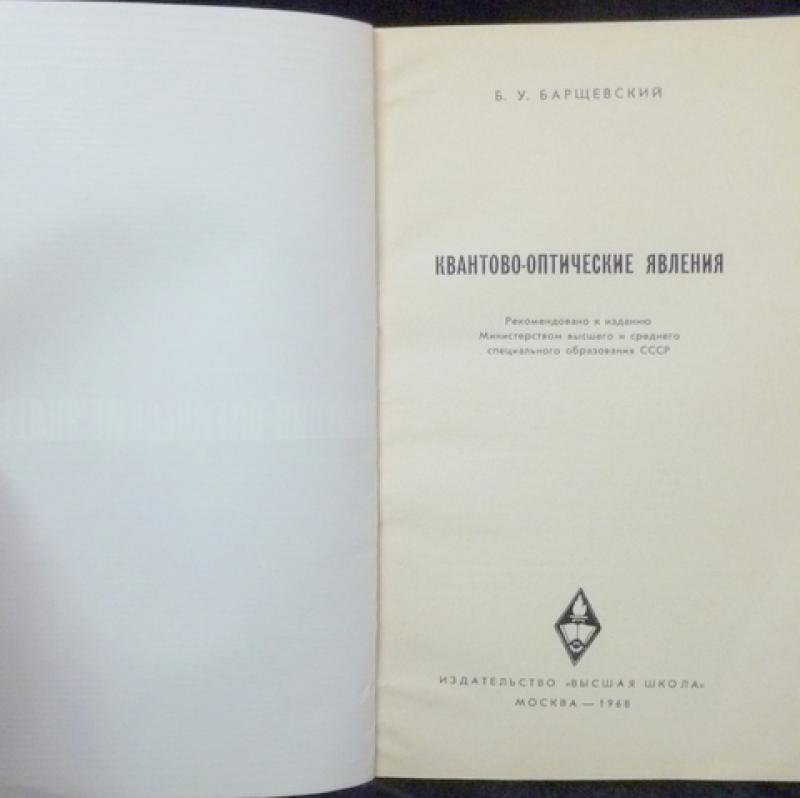 Б. У. БАРЩЕВСКИЙ
КВАНТОВО-ОПТИЧЕСКИЕ ЯВЛЕНИЯ
Рекомендовано к изданию
Министерством высшего и среднего
специального образования СССР
ИЗДАТЕЛЬСТВО «ВЫСШАЯ ШКОЛА»
МОСКВА — 1968